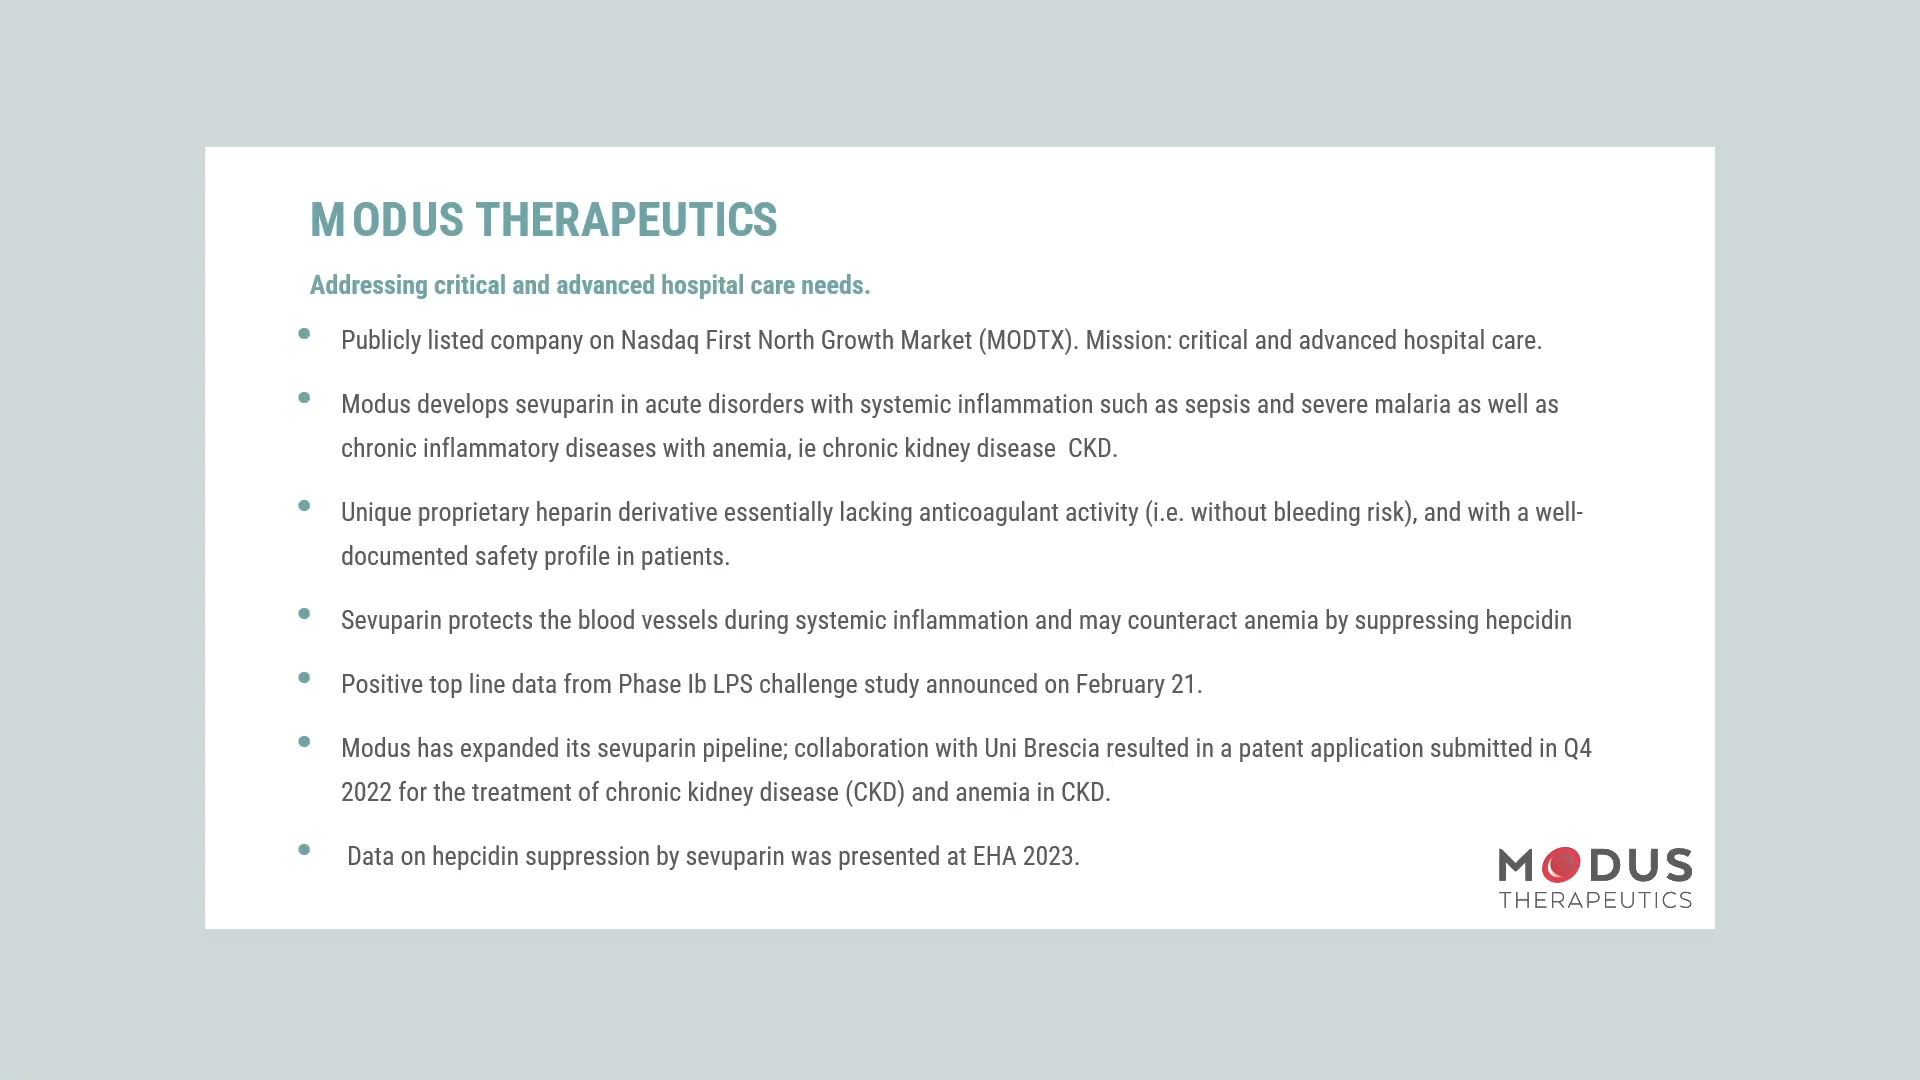 MODUS THERAPEUTICS
Addressing critical and advanced hospital care needs.
• Publicly listed company on Nasdaq First North Growth Market (MODTX). Mission: critical and advanced hospital care.
• Modus develops sevuparin in acute disorders with systemic inflammation such as sepsis and severe malaria as well as
chronic inflammatory diseases with anemia, ie chronic kidney disease  CKD.
• Unique proprietary heparin derivative essentially lacking anticoagulant activity (i.e. without bleeding risk), and with a well-
documented safety profile in patients.
• Sevuparin protects the blood vessels during systemic inflammation and may counteract anemia by suppressing hepcidin
• Positive top line data from Phase Ib LPS challenge study announced on February 21.
• Modus has expanded its sevuparin pipeline; collaboration with Uni Brescia resulted in a patent application submitted in Q4
2022 for the treatment of chronic kidney disease (CKD) and anemia in CKD.
• Data on hepcidin suppression by sevuparin was presented at EHA 2023.
MODUS
THERAPEUTICS